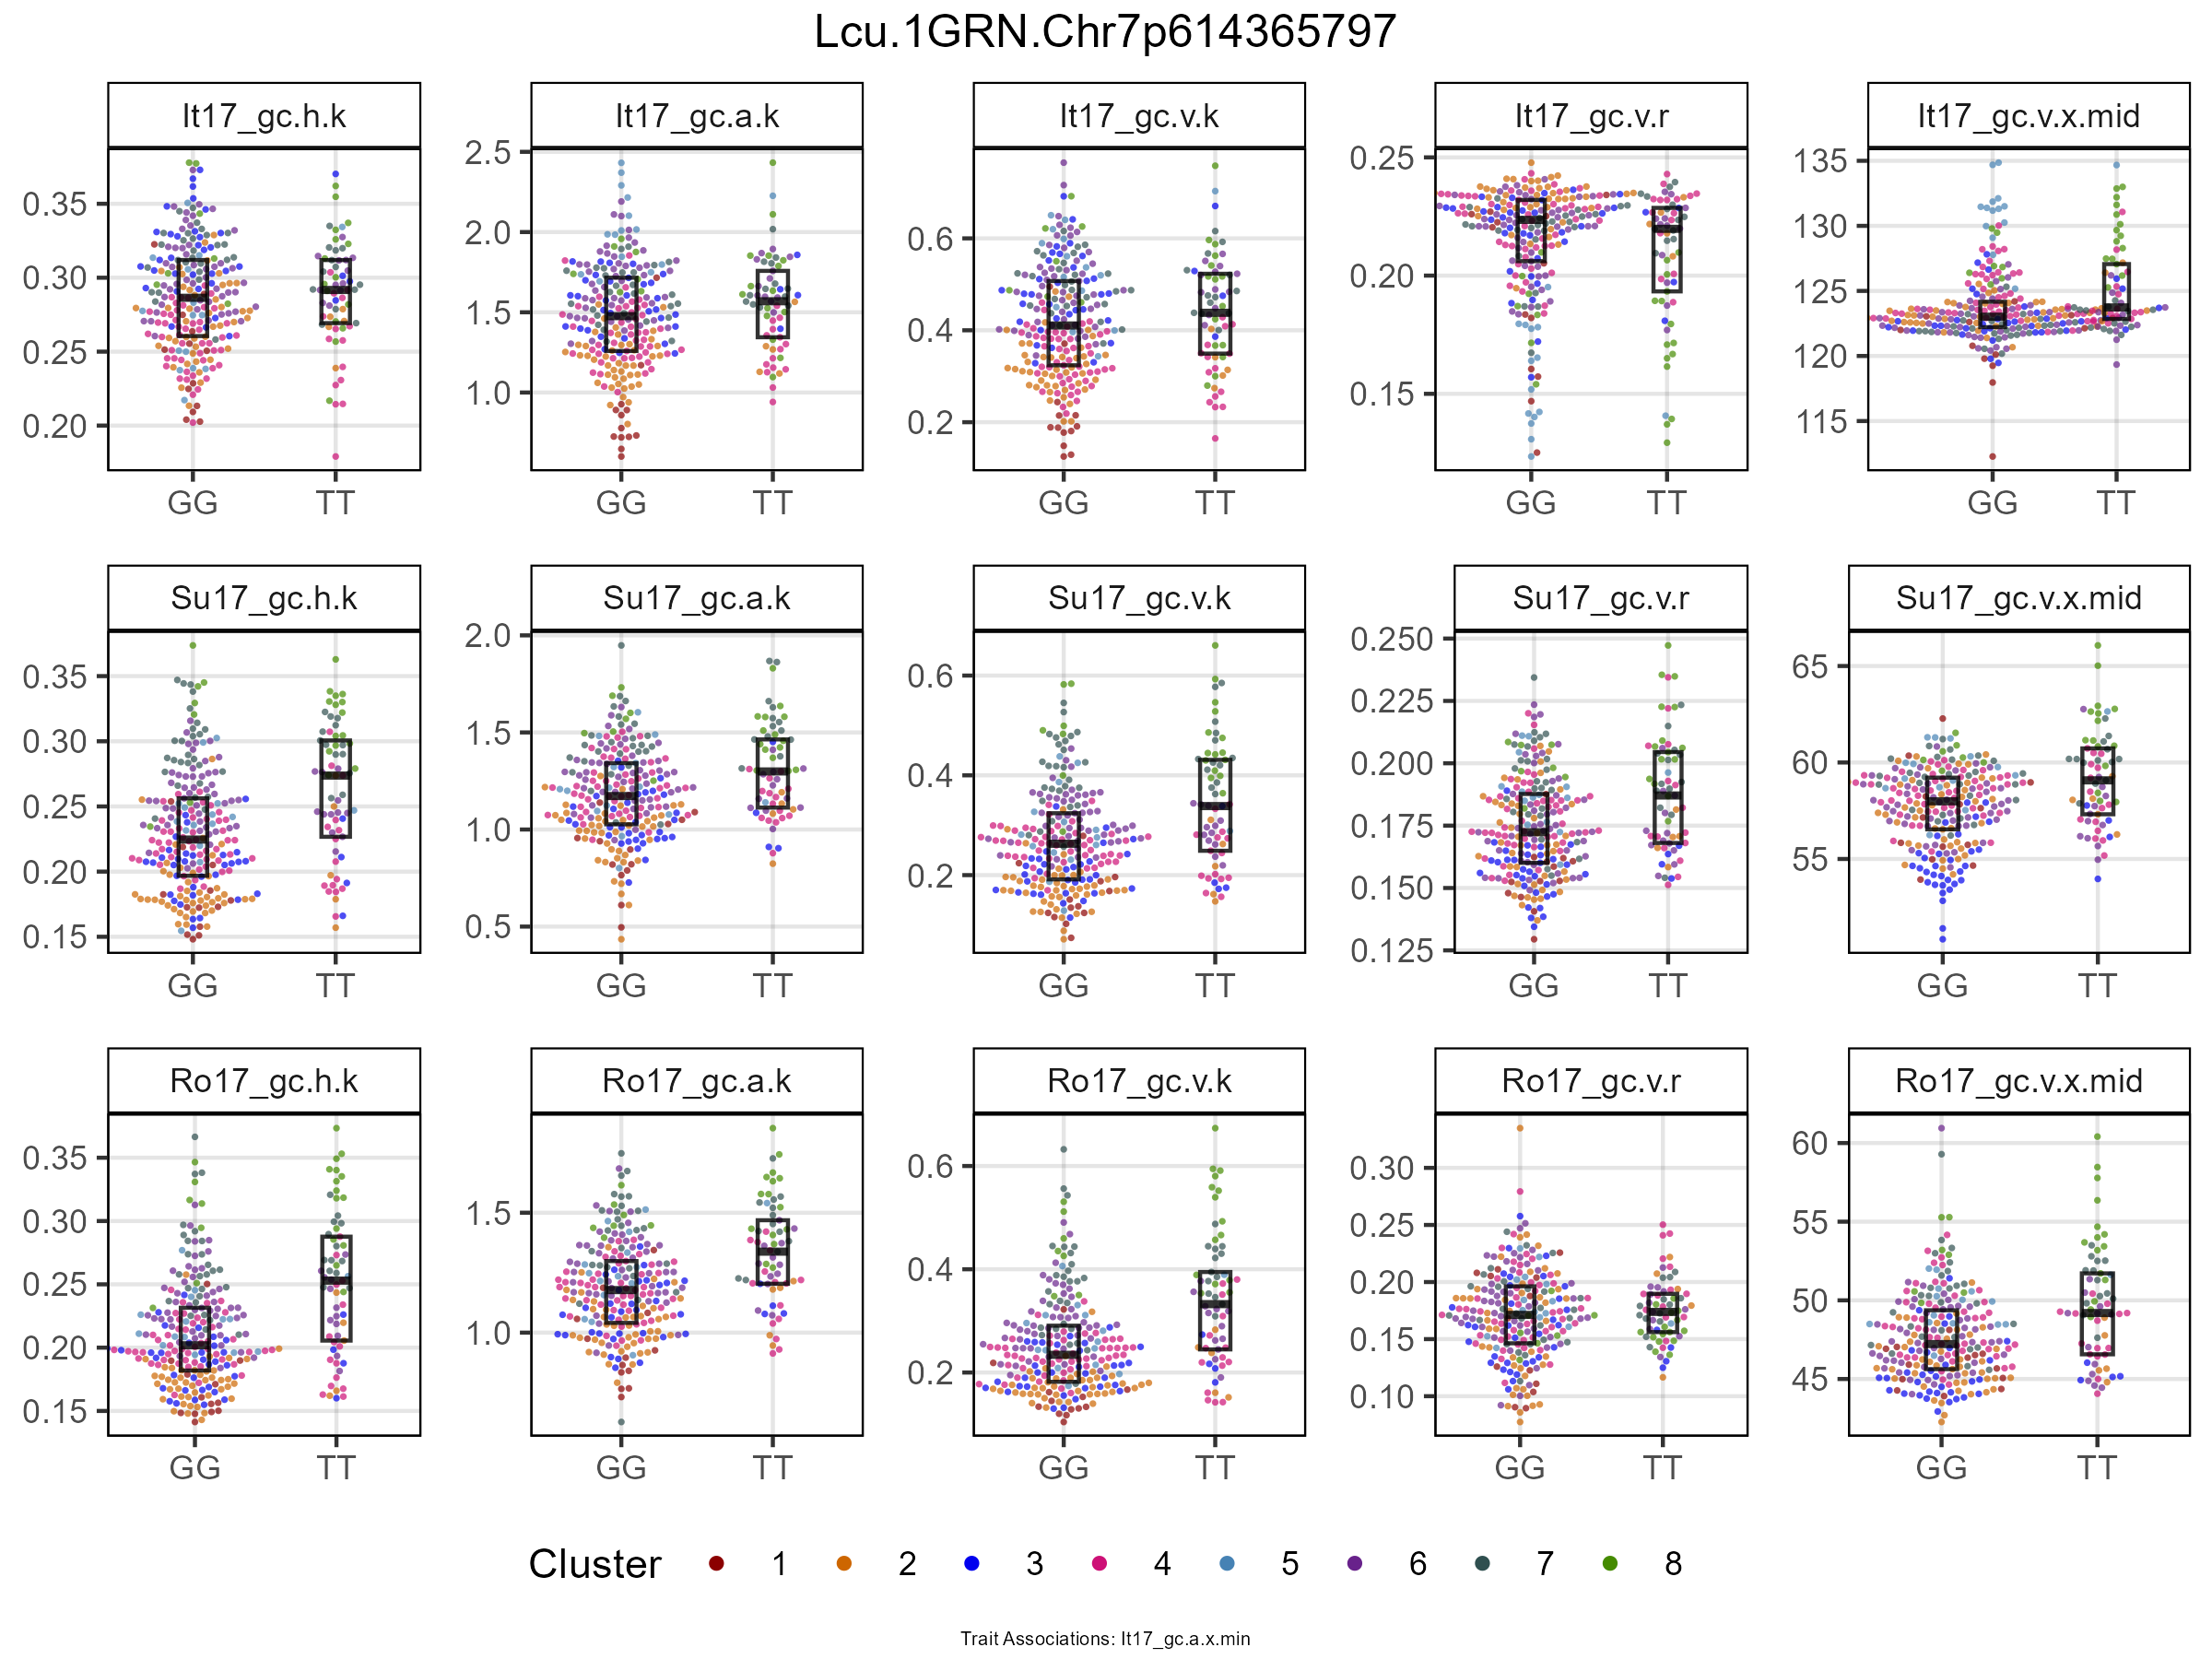 Lcu.1GRN.Chr7p614365797
It17_gc.h.k It17_gc.a.k It17_gc.v.k It17_gc.v.r It17_gc.v.x.mid
0.35 0.30 0.25 0.20
2.5 2.0 1.5 1.0
0.6 0.4 0.2
0.25 0.20 0.15
135 130 125 120 115
GG TT GG TT GG TT GG TT GG TT
Su17_gc.h.k Su17_gc.a.k Su17_gc.v.k Su17_gc.v.r Su17_gc.v.x.mid
0.35 0.30 0.25 0.20 0.15
2.0 1.5 1.0 0.5
0.6 0.4 0.2
0.250 0.225 0.200 0.175 0.150 0.125
65 60 55
GG TT GG TT GG TT GG TT GG TT
Ro17_gc.h.k Ro17_gc.a.k Ro17_gc.v.k Ro17_gc.v.r Ro17_gc.v.x.mid
0.35 0.30 0.25 0.20 0.15
1.5 1.0
0.6 0.4 0.2
0.30 0.25 0.20 0.15 0.10
60 55 50 45
GG TT GG TT GG TT GG TT GG TT
Cluster 1 2 3 4 5 6 7 8
Trait Associations: It17_gc.a.x.min